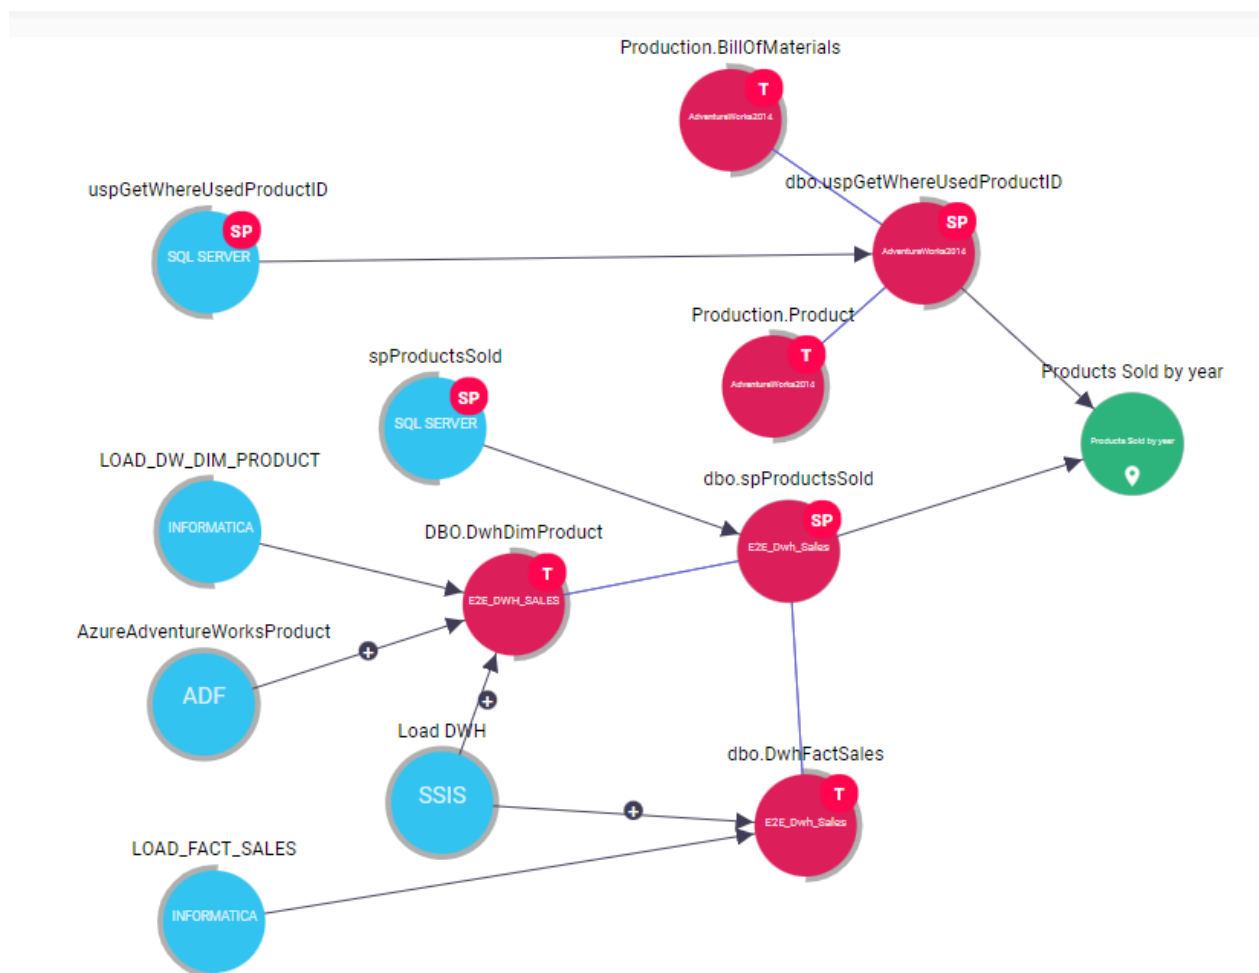 Production.BillOfMaterials
T
AdventureWorks2014
uspGetWhereUsedProductID
SP
SQL SERVER
dbo.uspGetWhereUsedProductID
SP
AdventureWorks2014
Production.Product
T
AdventureWorks2014
spProductsSold
SP
SQL SERVER
Products Sold by year
Products Sold by year
LOAD_DW_DIM_PRODUCT
INFORMATICA
dbo.spProductsSold
SP
E2E_Dwh_Sales
DBO.DwhDimProduct
T
E2E_DWH_SALES
AzureAdventureWorksProduct
ADF
+
+
Load DWH
SSIS
+
dbo.DwhFactSales
T
E2E_Dwh_Sales
LOAD_FACT_SALES
INFORMATICA